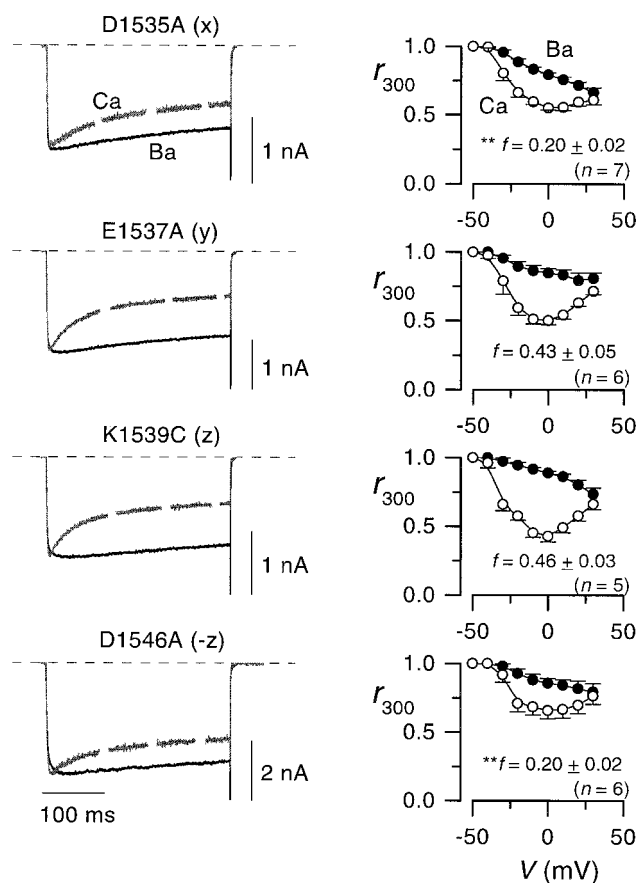 D1535A (x)
Ca
Ba
1 nA
1.0
r300
0.5
0.0
Ba
Ca
** f = 0.20 ± 0.02
(n = 7)
-50 0 50
E1537A (y)
1 nA
1.0
r300
0.5
0.0
f = 0.43 ± 0.05
(n = 6)
-50 0 50
K1539C (z)
1 nA
1.0
r300
0.5
0.0
f = 0.46 ± 0.03
(n = 5)
-50 0 50
D1546A (-z)
2 nA
100 ms
1.0
r300
0.5
0.0
**f = 0.20 ± 0.02
(n = 6)
-50 0 50
V (mV)